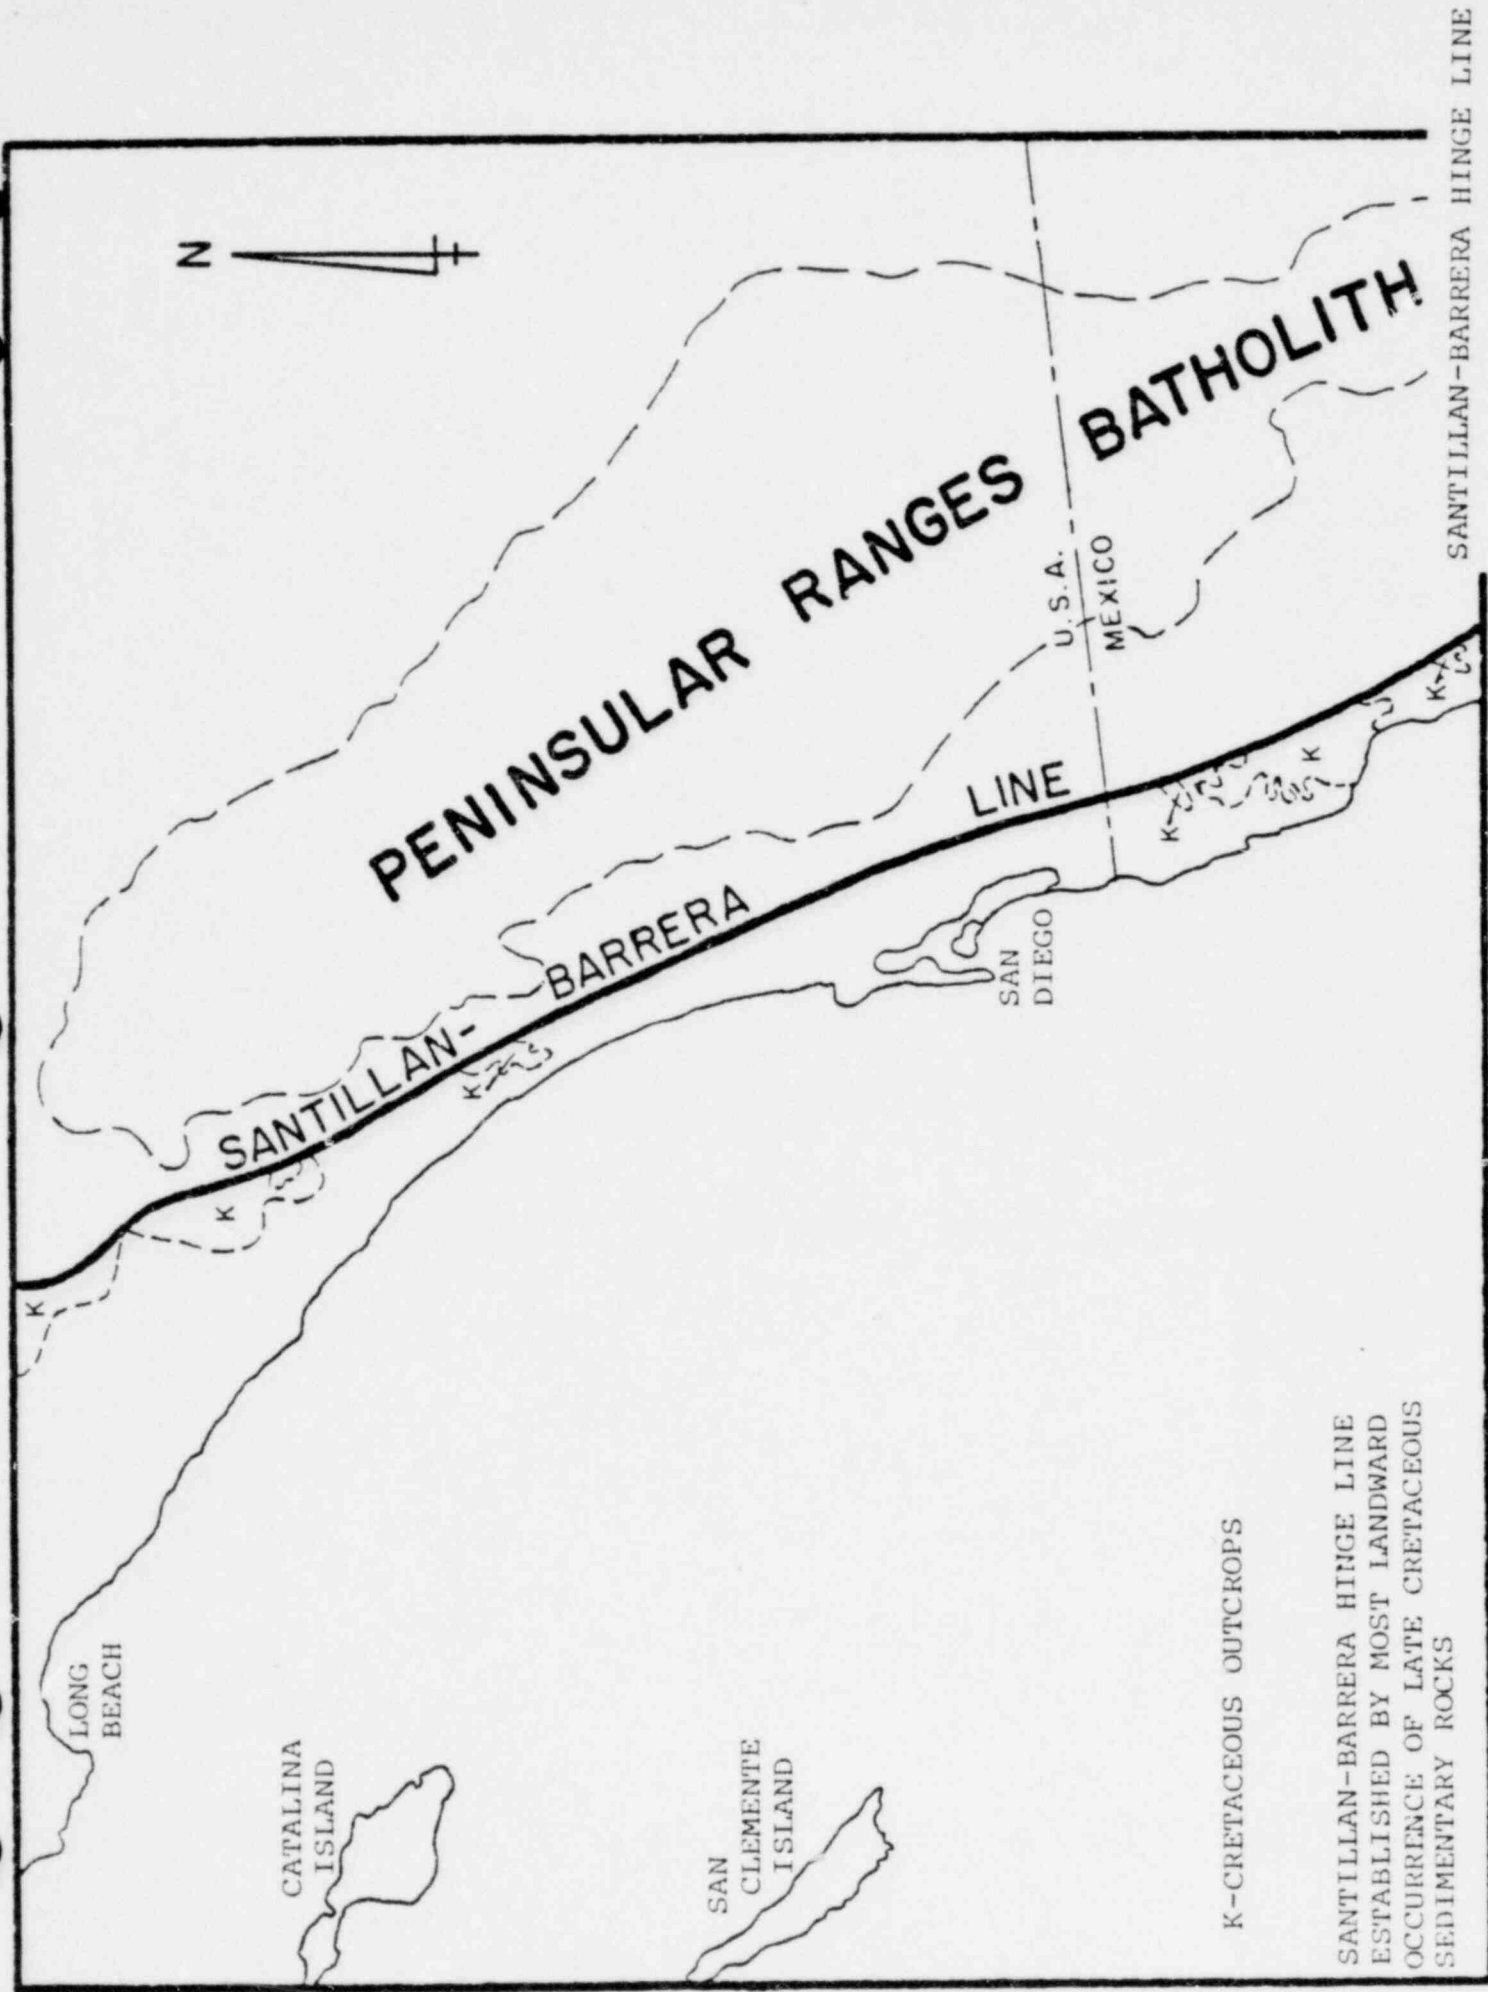 N
PENINSULAR RANGES BATHOLITH
SANTILLAN-BARRERA LINE
K
K
K
K
K
K
U.S.A.
MEXICO
LONG
BEACH
CATALINA
ISLAND
SAN
CLEMENTE
ISLAND
SAN
DIEGO
K-CRETACEOUS OUTCROPS
SANTILLAN-BARRERA HINGE LINE
ESTABLISHED BY MOST LANDWARD
OCCURRENCE OF LATE CRETACEOUS
SEDIMENTARY ROCKS
SANTILLAN-BARRERA HINGE LINE